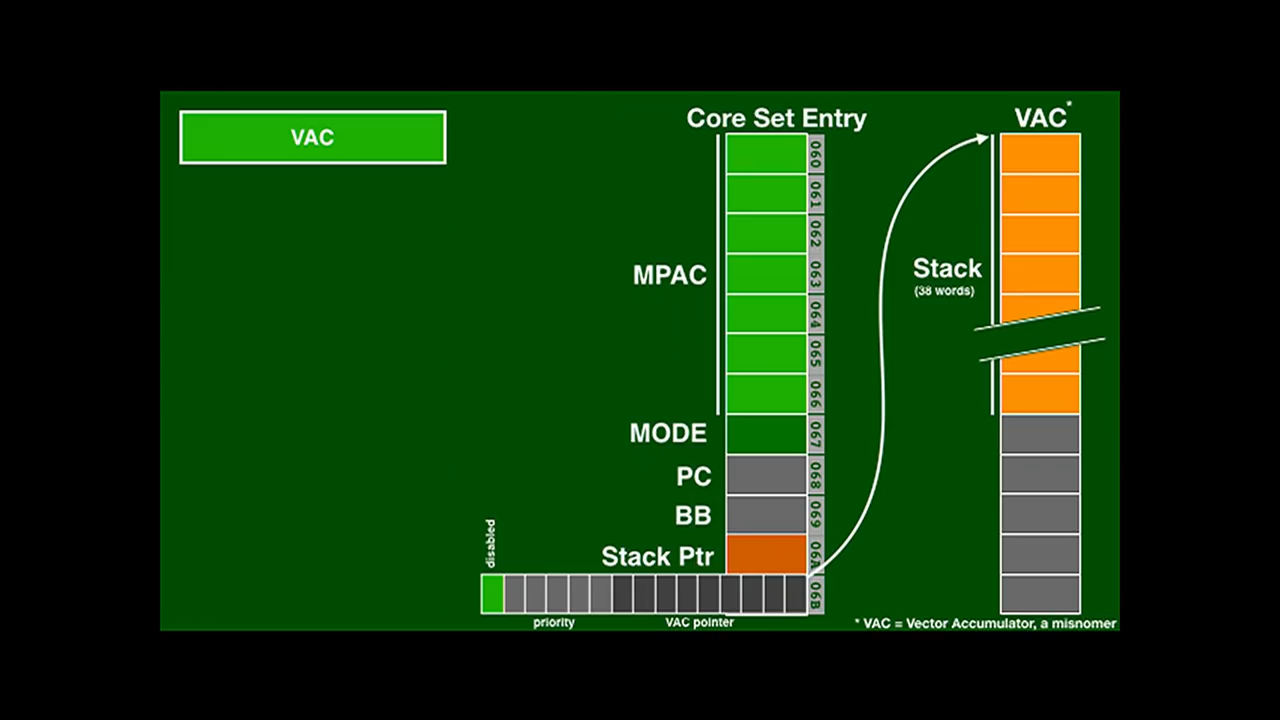 VAC
Core Set Entry
VAC*
060
061
062
063
064
065
066
067
068
069
06A
06B
MPAC
Stack
(38 words)
MODE
PC
BB
Stack Ptr
disabled
priority
VAC pointer
* VAC = Vector Accumulator, a misnomer